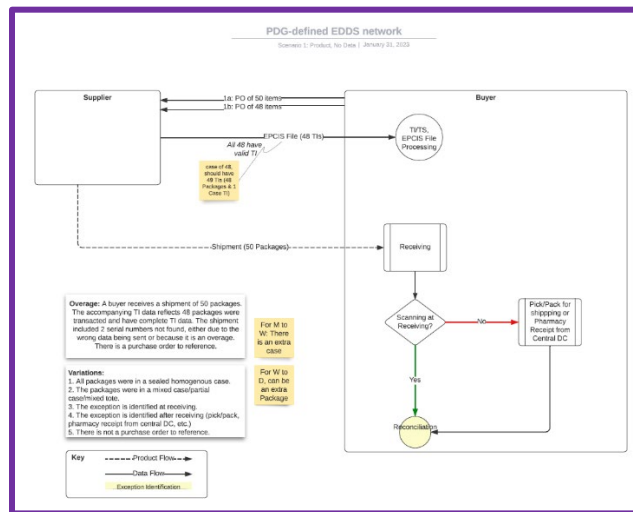 PDG-defined EDDS network
Scenario 1: Product, No Data | January 31, 2023
Supplier
1a: PO of 50 items
1b: PO of 48 items
Buyer
EPCIS File (48 TIs)
All 48 have
valid TI
TI/TS,
EPCIS File
Processing
case of 48,
should have
49 TIs (48
Packages & 1
Case TI)
Shipment (50 Packages)
Receiving
Overage: A buyer receives a shipment of 50 packages.
The accompanying TI data reflects 48 packages were
transacted and have complete TI data. The shipment
included 2 serial numbers not found, either due to the
wrong data being sent or because it is an overage.
There is a purchase order to reference.
For M to
W: There
is an extra
case
Scanning at
Receiving?
No
Pick/Pack for
shippping or
Pharmacy
Receipt from
Central DC
Variations:
1. All packages were in a sealed homogenous case.
2. The packages were in a mixed case/partial
case/mixed tote.
3. The exception is identified at receiving.
4. The exception is identified after receiving (pick/pack,
pharmacy receipt from central DC, etc.)
5. There is not a purchase order to reference.
For W to
D, can be
an extra
Package
Yes
Reconciliation
Key
Product Flow
Data Flow
Exception Identification...